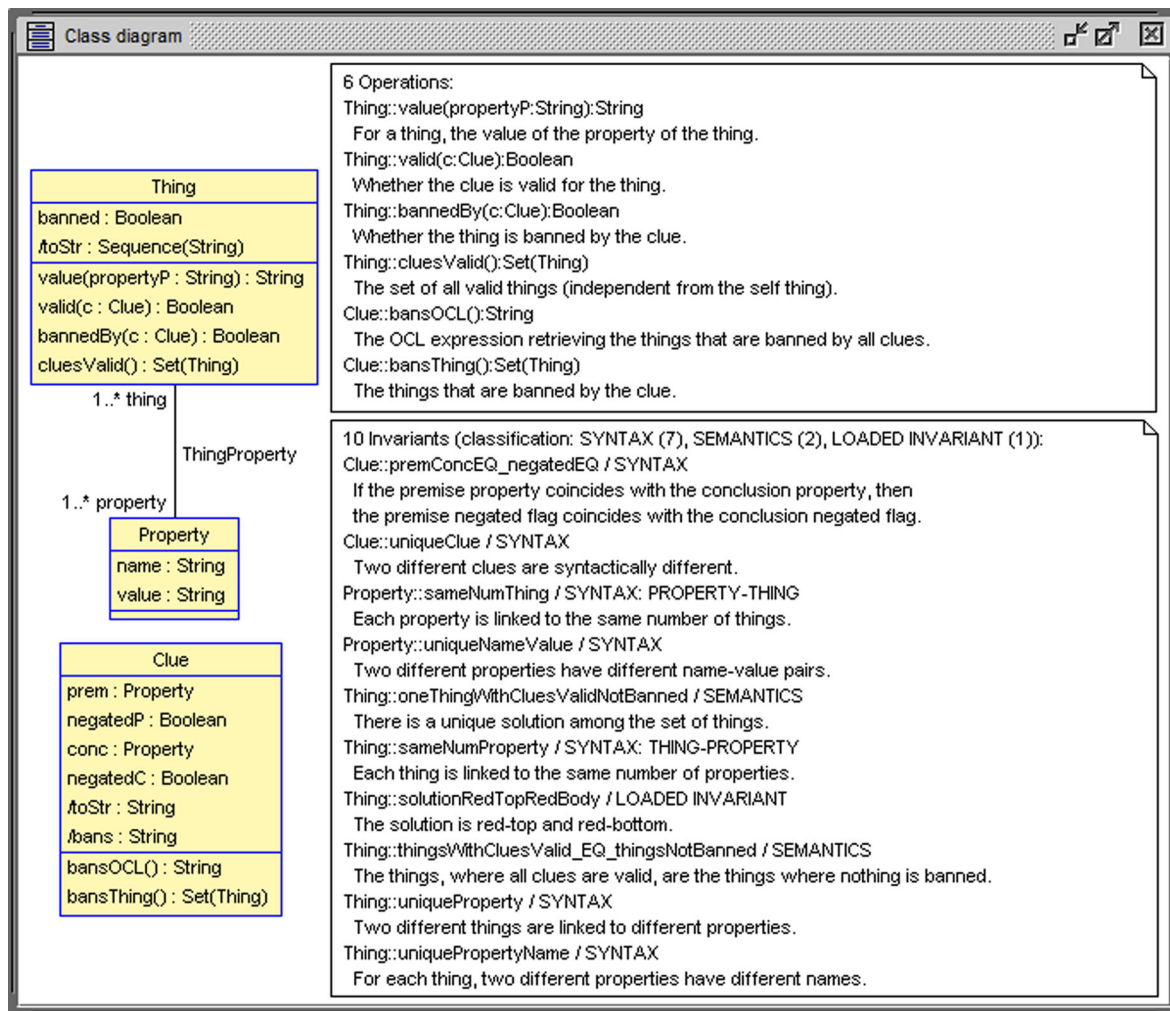 Class diagram
Thing
banned : Boolean
/toStr : Sequence(String)
value(propertyP : String) : String
valid(c : Clue) : Boolean
bannedBy(c : Clue) : Boolean
cluesValid() : Set(Thing)
1..* thing
ThingProperty
1..* property
Property
name : String
value : String
Clue
prem : Property
negatedP : Boolean
conc : Property
negatedC : Boolean
/toStr : String
/bans : String
bansOCL() : String
bansThing() : Set(Thing)
6 Operations:
Thing::value(propertyP:String):String
For a thing, the value of the property of the thing.
Thing::valid(c:Clue):Boolean
Whether the clue is valid for the thing.
Thing::bannedBy(c:Clue):Boolean
Whether the thing is banned by the clue.
Thing::cluesValid():Set(Thing)
The set of all valid things (independent from the self thing).
Clue::bansOCL():String
The OCL expression retrieving the things that are banned by all clues.
Clue::bansThing():Set(Thing)
The things that are banned by the clue.
10 Invariants (classification: SYNTAX (7), SEMANTICS (2), LOADED INVARIANT (1)):
Clue::premConcEQ_negatedEQ / SYNTAX
If the premise property coincides with the conclusion property, then
the premise negated flag coincides with the conclusion negated flag.
Clue::uniqueClue / SYNTAX
Two different clues are syntactically different.
Property::sameNumThing / SYNTAX: PROPERTY-THING
Each property is linked to the same number of things.
Property::uniqueNameValue / SYNTAX
Two different properties have different name-value pairs.
Thing::oneThingWithCluesValidNotBanned / SEMANTICS
There is a unique solution among the set of things.
Thing::sameNumProperty / SYNTAX: THING-PROPERTY
Each thing is linked to the same number of properties.
Thing::solutionRedTopRedBody / LOADED INVARIANT
The solution is red-top and red-bottom.
Thing::thingsWithCluesValid_EQ_thingsNotBanned / SEMANTICS
The things, where all clues are valid, are the things where nothing is banned.
Thing::uniqueProperty / SYNTAX
Two different things are linked to different properties.
Thing::uniquePropertyName / SYNTAX
For each thing, two different properties have different names.